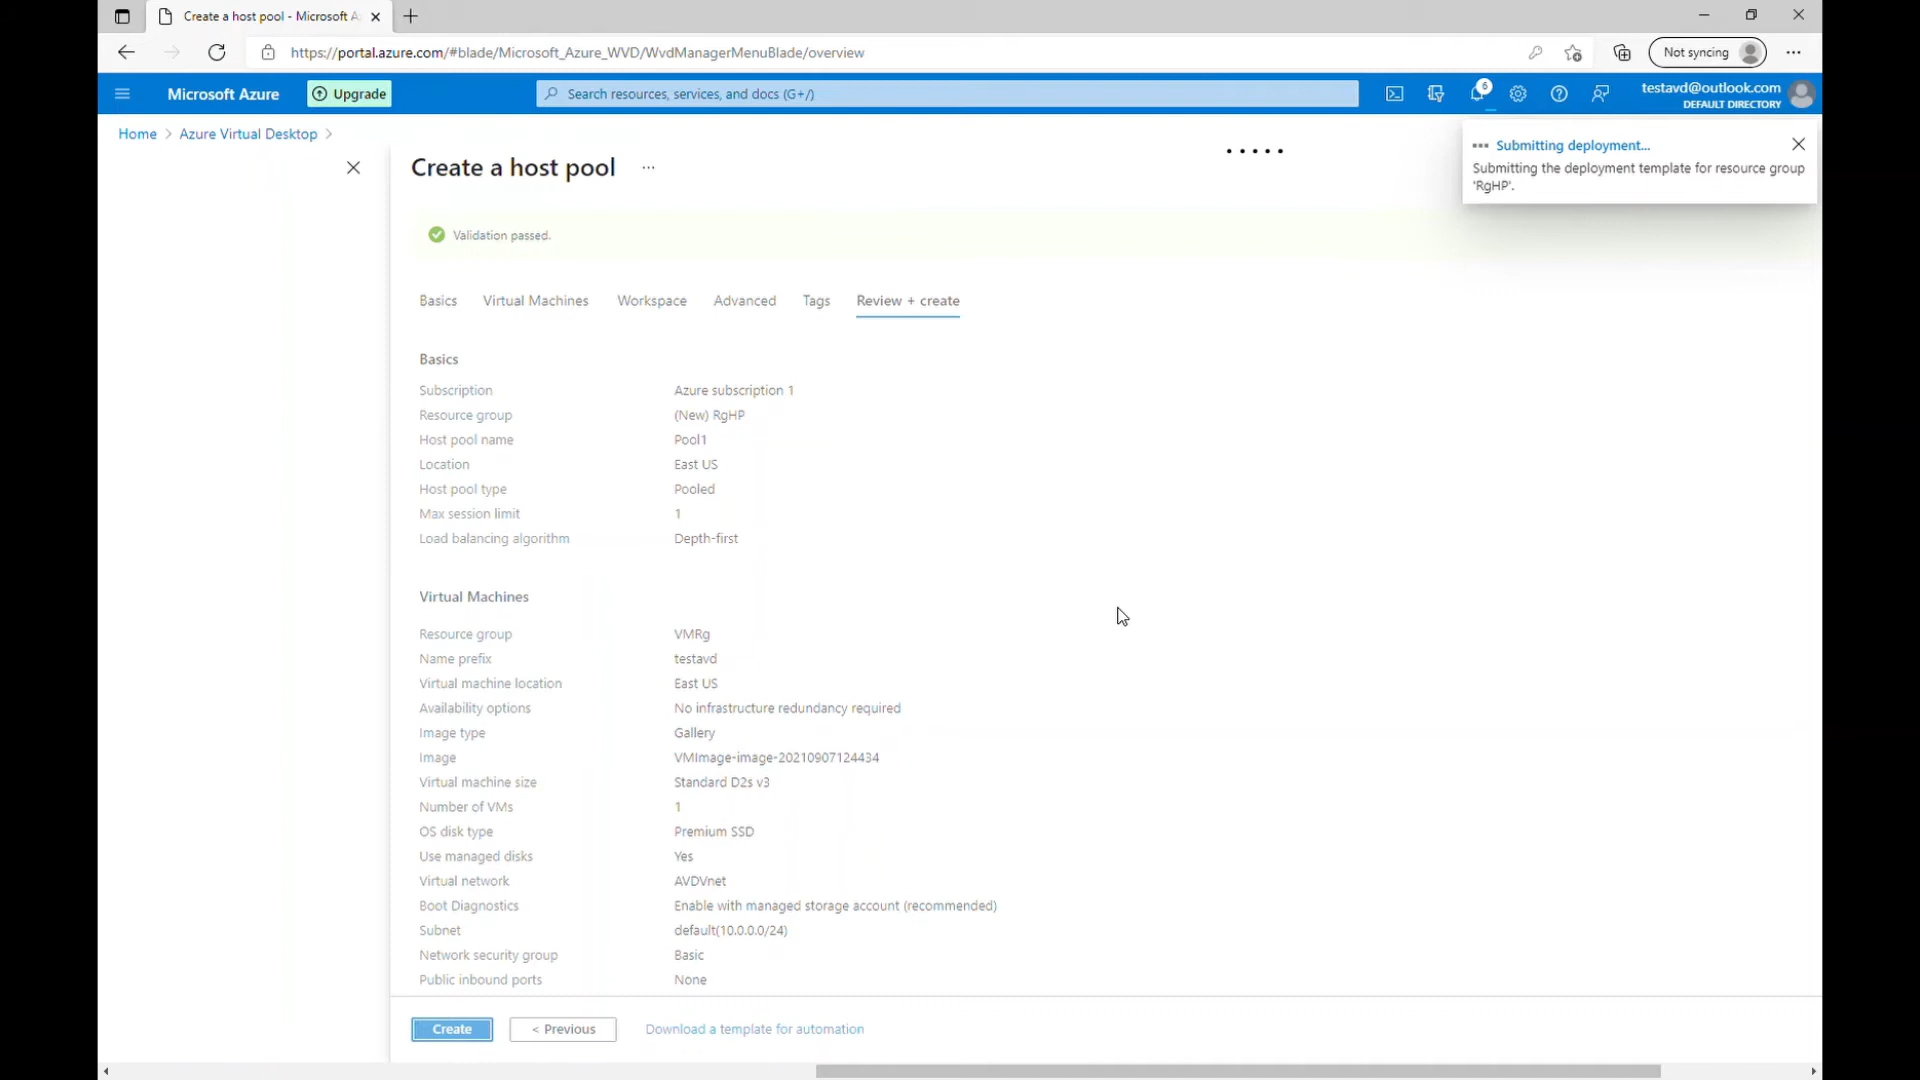 Create a host pool - Microsoft A
https://portal.azure.com/#blade/Microsoft_Azure_WVD/WvdManagerMenuBlade/overview
Not syncing
Microsoft Azure
Upgrade
Search resources, services, and docs (G+/)
6
testavd@outlook.com
DEFAULT DIRECTORY
Home > Azure Virtual Desktop >
Submitting deployment...
Submitting the deployment template for resource group
'RgHP'.
Create a host pool ...
Validation passed.
Basics Virtual Machines Workspace Advanced Tags Review + create
Basics
Subscription Azure subscription 1
Resource group (New) RgHP
Host pool name Pool1
Location East US
Host pool type Pooled
Max session limit 1
Load balancing algorithm Depth-first
Virtual Machines
Resource group VMRg
Name prefix testavd
Virtual machine location East US
Availability options No infrastructure redundancy required
Image type Gallery
Image VMImage-image-20210907124434
Virtual machine size Standard D2s v3
Number of VMs 1
OS disk type Premium SSD
Use managed disks Yes
Virtual network AVDVnet
Boot Diagnostics Enable with managed storage account (recommended)
Subnet default(10.0.0.0/24)
Network security group Basic
Public inbound ports None
Create < Previous Download a template for automation